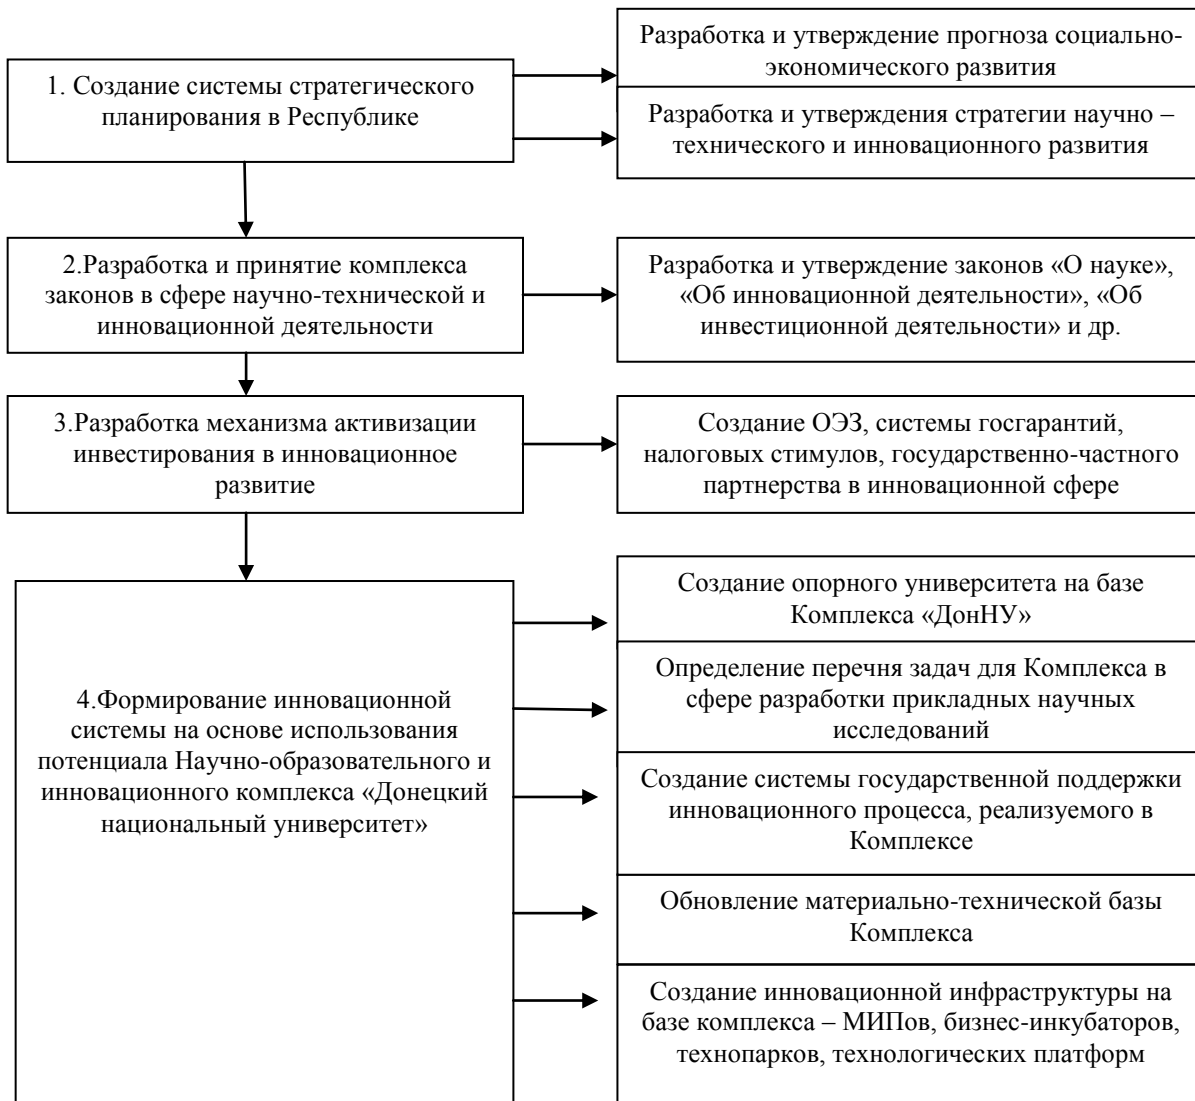 1. Создание системы стратегического
планирования в Республике
Разработка и утверждение прогноза социально-
экономического развития
Разработка и утверждения стратегии научно –
технического и инновационного развития
2.Разработка и принятие комплекса
законов в сфере научно-технической и
инновационной деятельности
Разработка и утверждение законов «О науке»,
«Об инновационной деятельности», «Об
инвестиционной деятельности» и др.
3.Разработка механизма активизации
инвестирования в инновационное
развитие
Создание ОЭЗ, системы госгарантий,
налоговых стимулов, государственно-частного
партнерства в инновационной сфере
4.Формирование инновационной
системы на основе использования
потенциала Научно-образовательного и
инновационного комплекса «Донецкий
национальный университет»
Создание опорного университета на базе
Комплекса «ДонНУ»
Определение перечня задач для Комплекса в
сфере разработки прикладных научных
исследований
Создание системы государственной поддержки
инновационного процесса, реализуемого в
Комплексе
Обновление материально-технической базы
Комплекса
Создание инновационной инфраструктуры на
базе комплекса – МИПов, бизнес-инкубаторов,
технопарков, технологических платформ